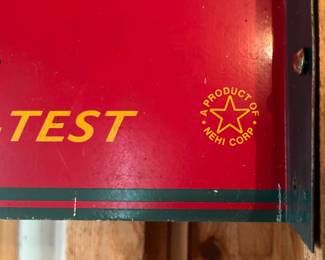 TEST
A PRODUCT OF
NEHI CORP.